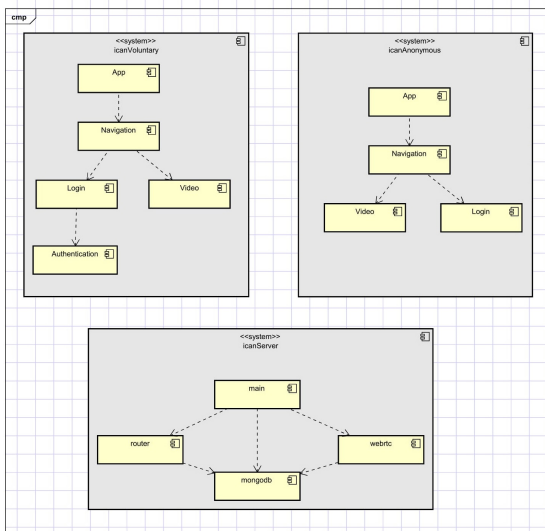 cmp
<<system>>
icanVoluntary
App
Navigation
Login
Video
Authentication
<<system>>
icanAnonymous
App
Navigation
Video
Login
<<system>>
icanServer
main
router
webrtc
mongodb